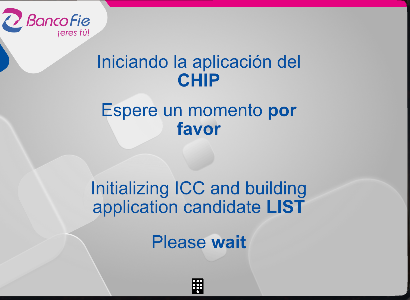 BancoFie
¡eres tú!
Iniciando la aplicación del
CHIP
Espere un momento por
favor
Initializing ICC and building
application candidate LIST
Please wait